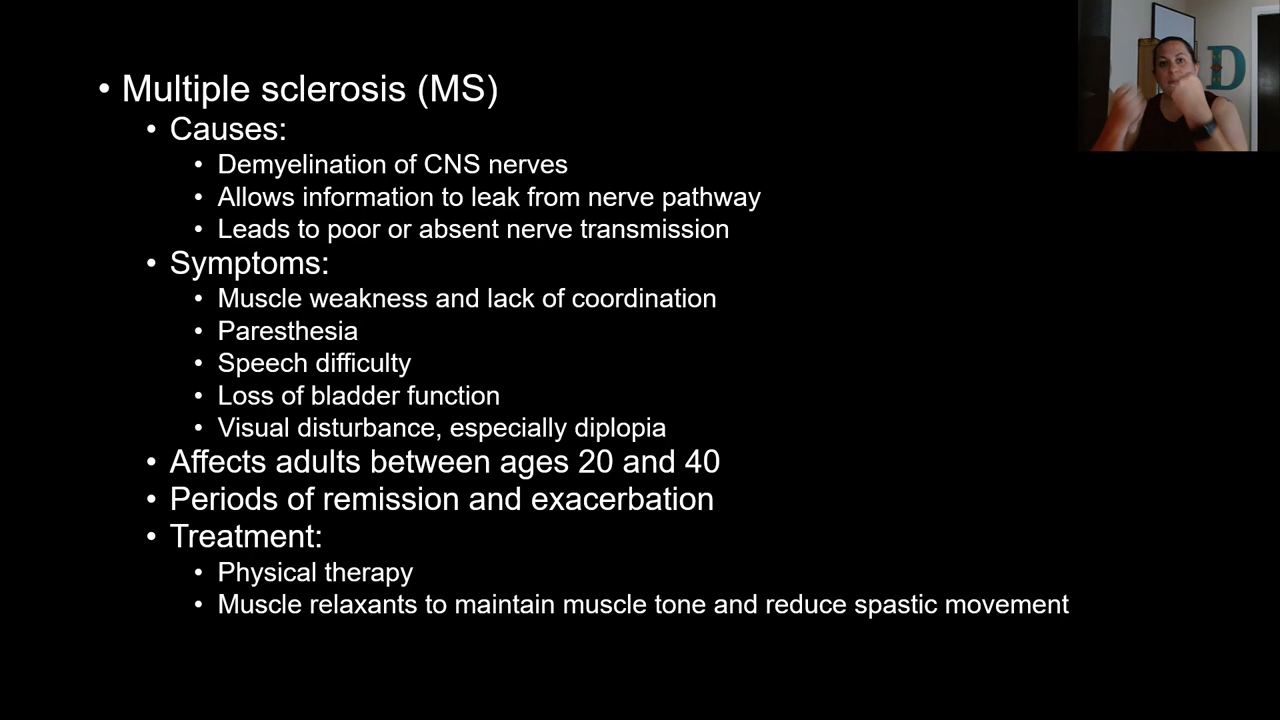 • Multiple sclerosis (MS)
• Causes:
• Demyelination of CNS nerves
• Allows information to leak from nerve pathway
• Leads to poor or absent nerve transmission
• Symptoms:
• Muscle weakness and lack of coordination
• Paresthesia
• Speech difficulty
• Loss of bladder function
• Visual disturbance, especially diplopia
• Affects adults between ages 20 and 40
• Periods of remission and exacerbation
• Treatment:
• Physical therapy
• Muscle relaxants to maintain muscle tone and reduce spastic movement
D